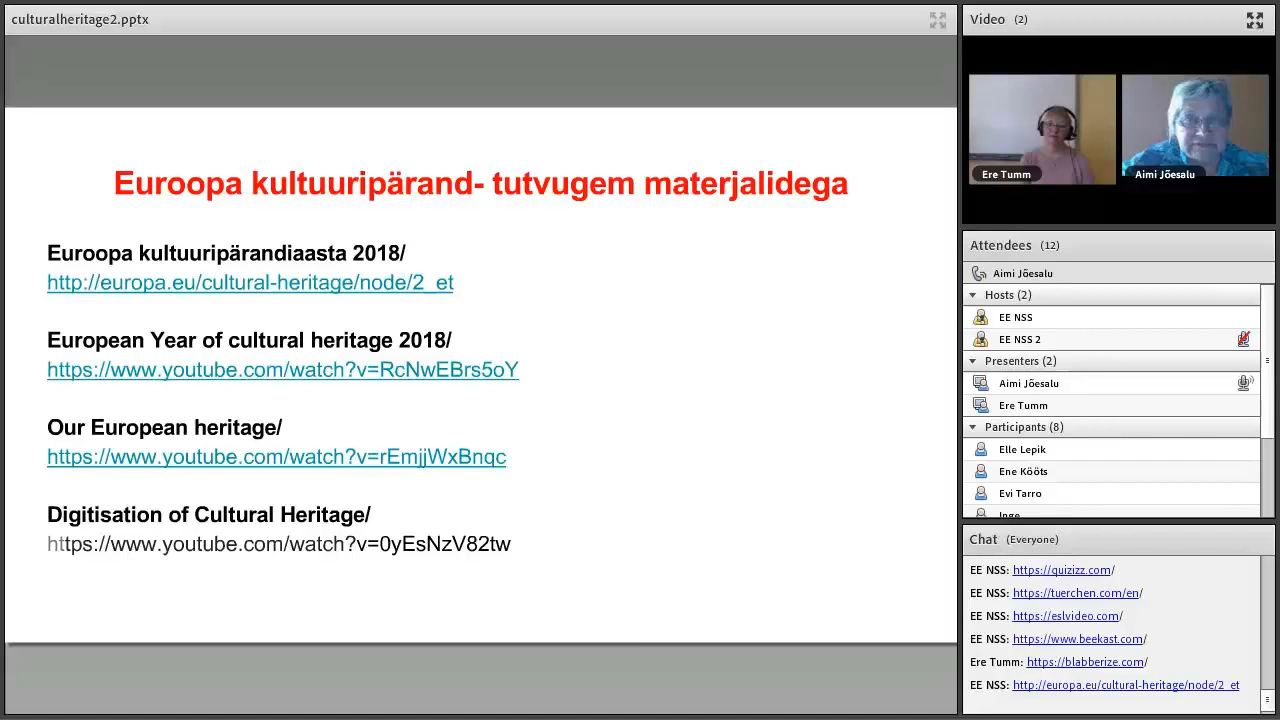 culturalheritage2.pptx
Euroopa kultuuripärand- tutvugem materjalidega
Euroopa kultuuripärandiaasta 2018/
http://europa.eu/cultural-heritage/node/2_et
European Year of cultural heritage 2018/
https://www.youtube.com/watch?v=RcNwEBrs5oY
Our European heritage/
https://www.youtube.com/watch?v=rEmjjWxBnqc
Digitisation of Cultural Heritage/
https://www.youtube.com/watch?v=0yEsNzV82tw
Video (2)
Ere Tumm
Aimi Jõesalu
Attendees (12)
Aimi Jõesalu
Hosts (2)
EE NSS
EE NSS 2
Presenters (2)
Aimi Jõesalu
Ere Tumm
Participants (8)
Elle Lepik
Ene Kööts
Evi Tarro
Inge
Chat (Everyone)
EE NSS: https://quizizz.com/
EE NSS: https://tuerchen.com/en/
EE NSS: https://eslvideo.com/
EE NSS: https://www.beekast.com/
Ere Tumm: https://blabberize.com/
EE NSS: http://europa.eu/cultural-heritage/node/2_et